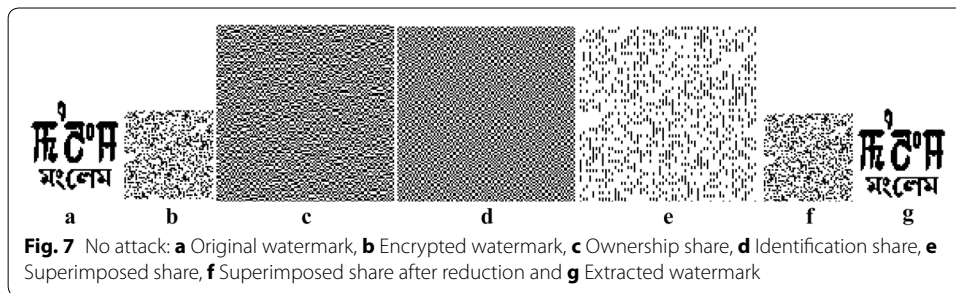 মংলেম
মংলেম
a b c d e f g
Fig. 7 No attack: a Original watermark, b Encrypted watermark, c Ownership share, d Identification share, e
Superimposed share, f Superimposed share after reduction and g Extracted watermark